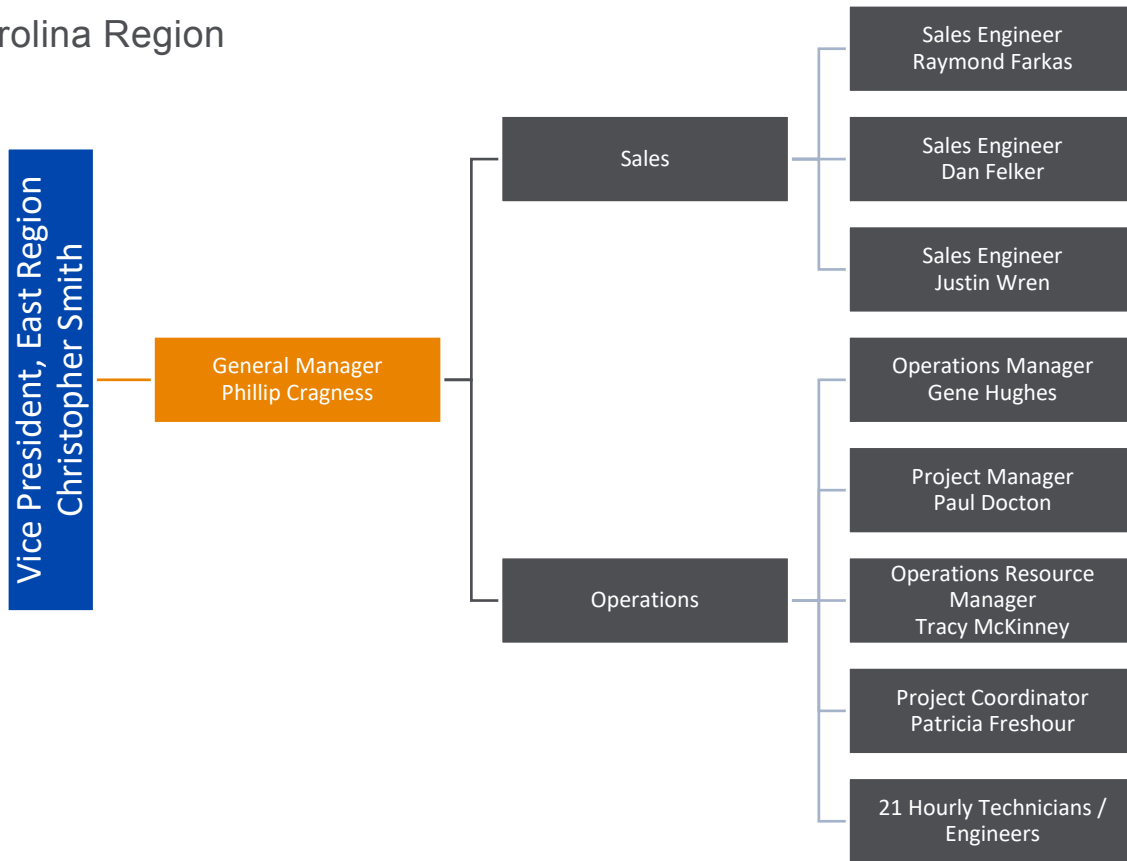 rolina Region
Vice President, East Region
Christopher Smith
General Manager
Phillip Cragness
Sales
Operations
Sales Engineer
Raymond Farkas
Sales Engineer
Dan Felker
Sales Engineer
Justin Wren
Operations Manager
Gene Hughes
Project Manager
Paul Docton
Operations Resource
Manager
Tracy McKinney
Project Coordinator
Patricia Freshour
21 Hourly Technicians /
Engineers